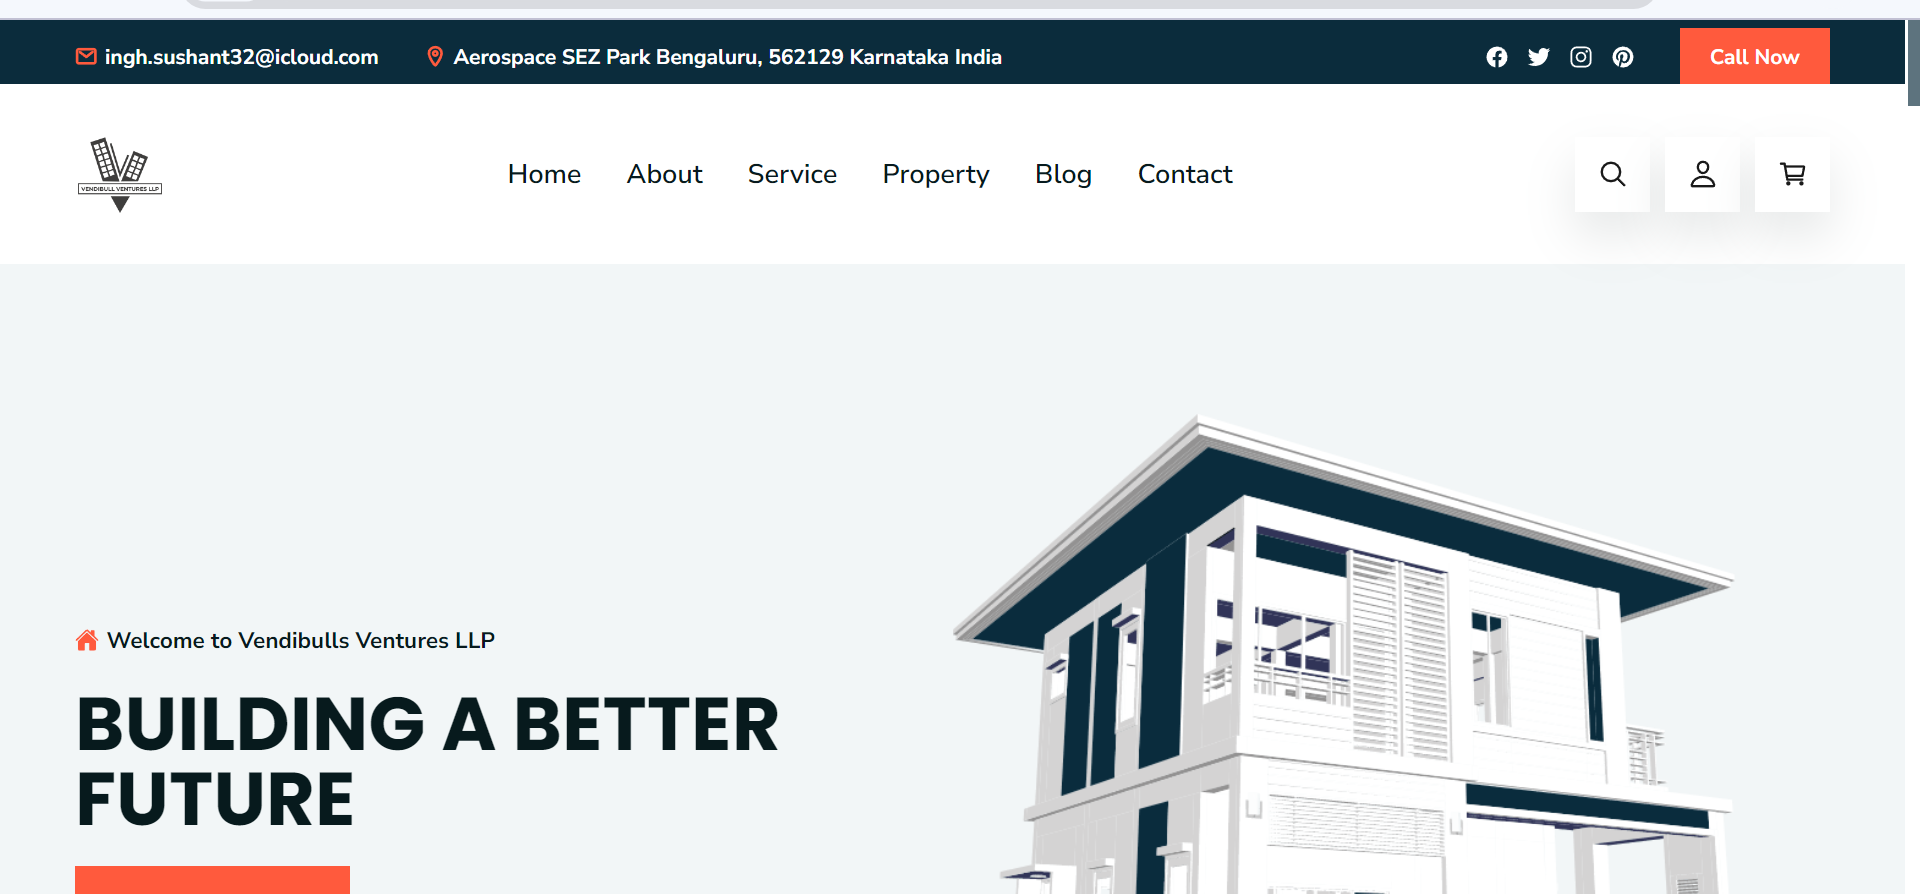 ingh.sushant32@icloud.com
Aerospace SEZ Park Bengaluru, 562129 Karnataka India
Call Now
VENDIBULL VENTURES LLP
Home
About
Service
Property
Blog
Contact
Welcome to Vendibulls Ventures LLP
BUILDING A BETTER
FUTURE